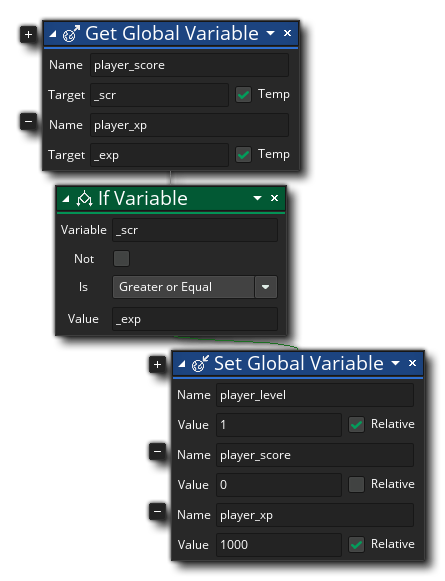 Get Global Variable
Name player_score
Target _scr Temp
Name player_xp
Target _exp Temp
If Variable
Variable _scr
Not
Is Greater or Equal
Value _exp
Set Global Variable
Name player_level
Value 1 Relative
Name player_score
Value 0 Relative
Name player_xp
Value 1000 Relative